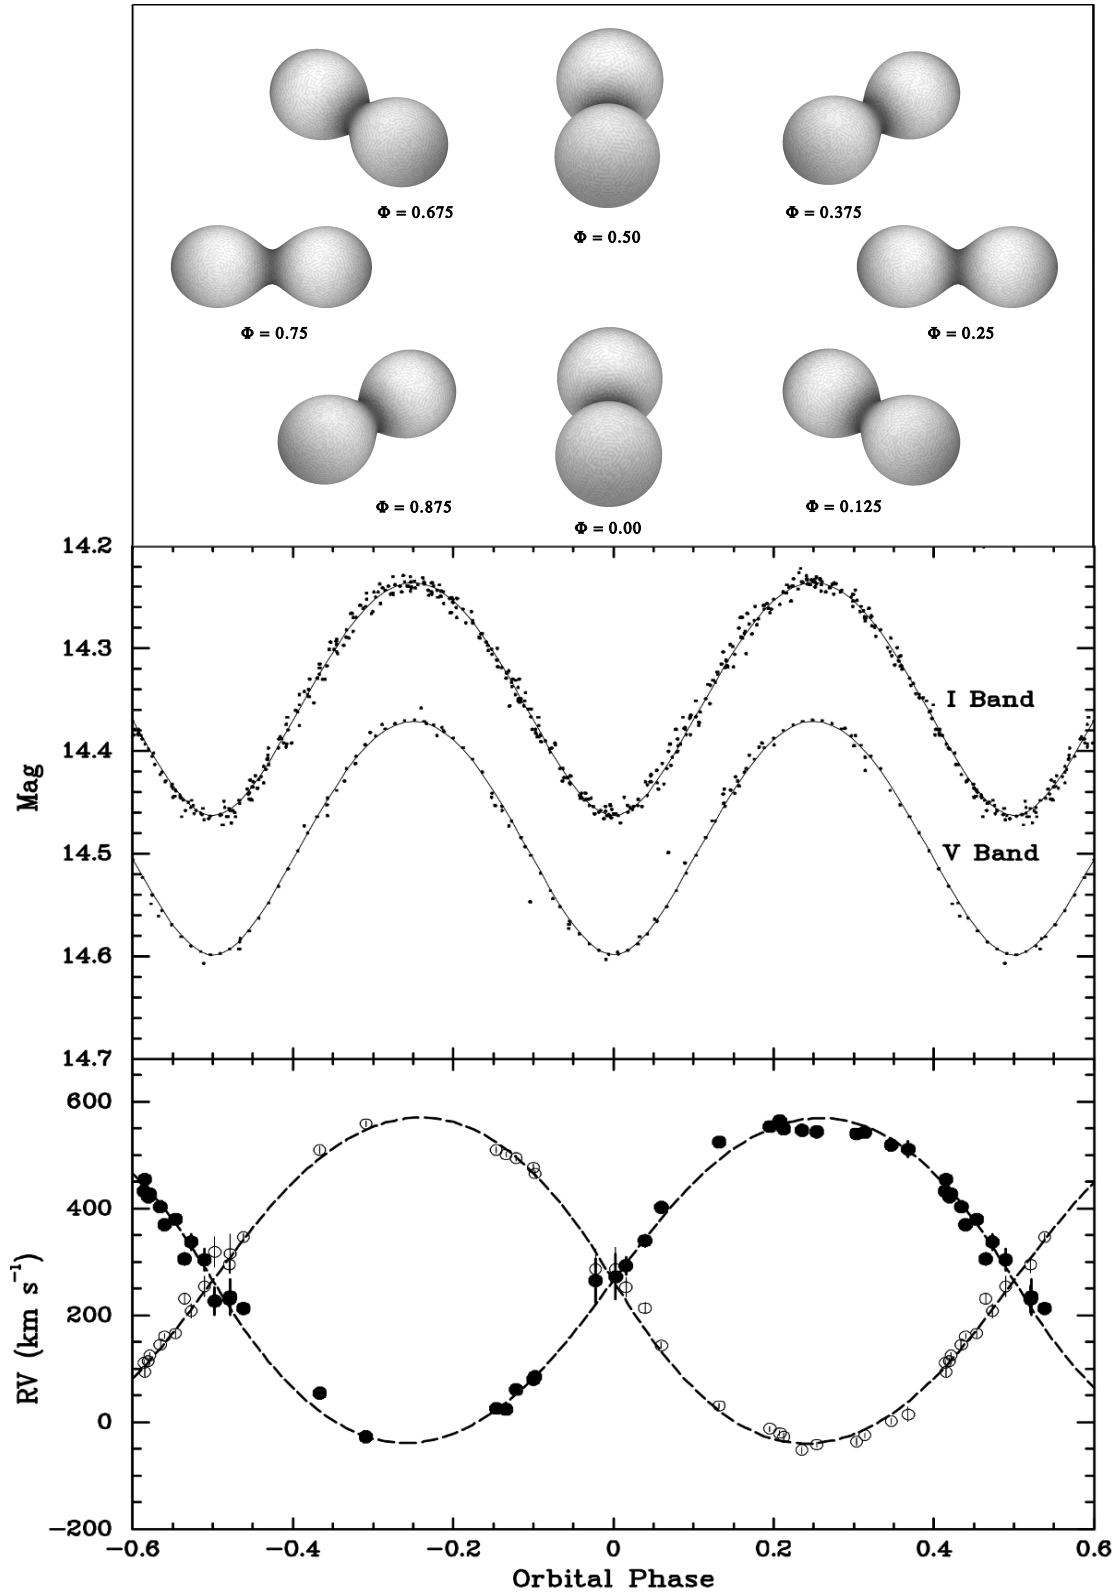 Φ = 0.675
Φ = 0.50
Φ = 0.375
Φ = 0.75
Φ = 0.25
Φ = 0.875
Φ = 0.00
Φ = 0.125
14.2
14.3
I Band
14.4
Mag
14.5
V Band
14.6
14.7
600
400
RV (km s⁻¹)
200
0
−200
−0.6 −0.4 −0.2 0 0.2 0.4 0.6
Orbital Phase